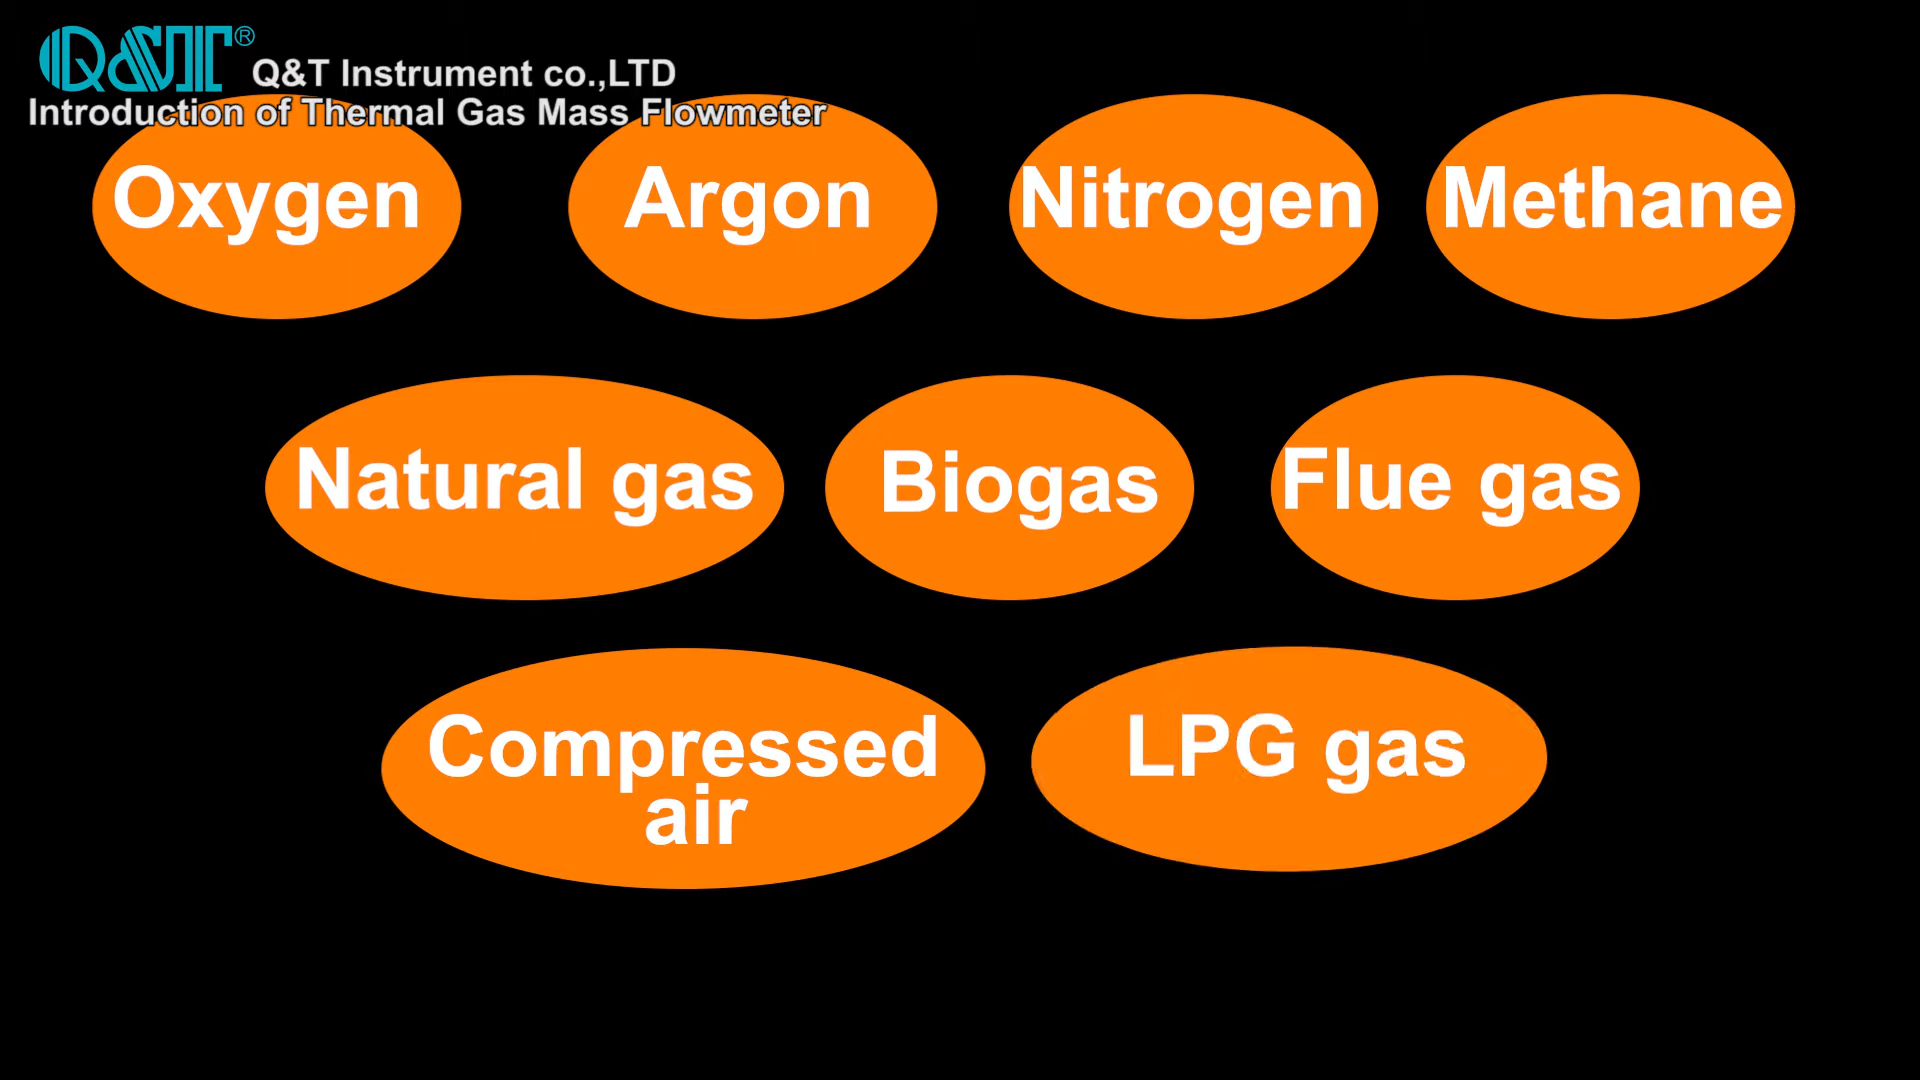 Q&T®
Q&T Instrument co.,LTD
Introduction of Thermal Gas Mass Flowmeter
Oxygen
Argon
Nitrogen
Methane
Natural gas
Biogas
Flue gas
Compressed
air
LPG gas